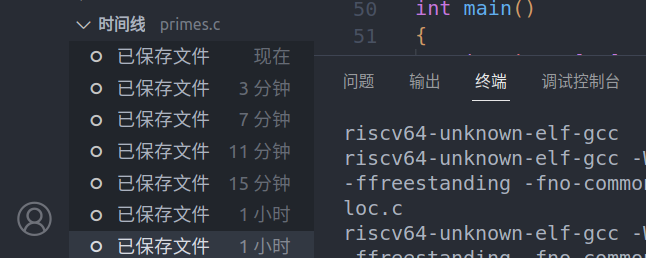 时间线 primes.c
已保存文件 现在
已保存文件 3 分钟
已保存文件 7 分钟
已保存文件 11 分钟
已保存文件 15 分钟
已保存文件 1 小时
已保存文件 1 小时
50 int main()
51 {
问题 输出 终端 调试控制台
riscv64-unknown-elf-gcc
riscv64-unknown-elf-gcc -W
-ffreestanding -fno-common
loc.c
riscv64-unknown-elf-gcc -W
-ffreestanding -fno-common